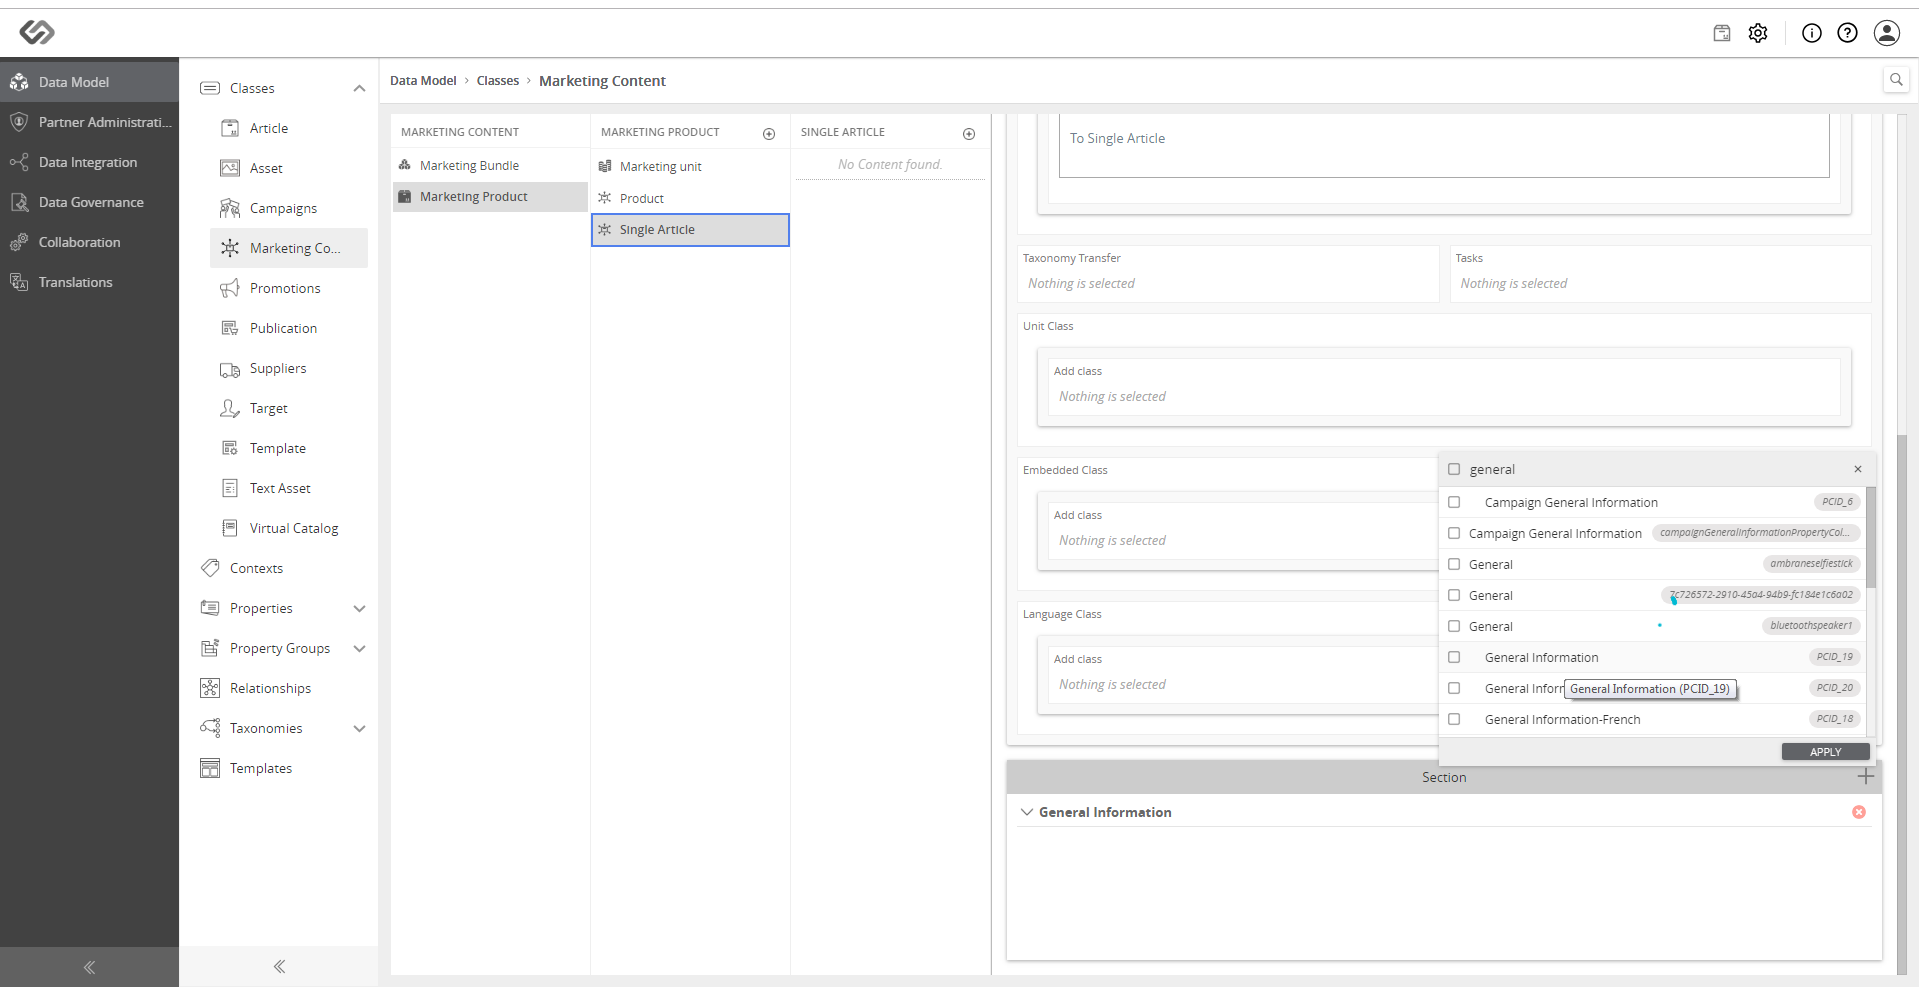 Data Model
Partner Administrati...
Data Integration
Data Governance
Collaboration
Translations
Classes
Article
Asset
Campaigns
Marketing Co...
Promotions
Publication
Suppliers
Target
Template
Text Asset
Virtual Catalog
Contexts
Properties
Property Groups
Relationships
Taxonomies
Templates
Data Model › Classes › Marketing Content
MARKETING CONTENT
Marketing Bundle
Marketing Product
MARKETING PRODUCT
Marketing unit
Product
Single Article
SINGLE ARTICLE
No Content found.
To Single Article
Taxonomy Transfer
Nothing is selected
Tasks
Nothing is selected
Unit Class
Add class
Nothing is selected
Embedded Class
Add class
Nothing is selected
Language Class
Add class
Nothing is selected
general
Campaign General Information PCID_6
Campaign General Information campaignGeneralInformationPropertyCol...
General ambraneselfiestick
General 7c726572-2910-45a4-94b9-fc184e1c6a02
General bluetoothspeaker1
General Information PCID_19
General Infor PCID_20
General Information (PCID_19)
General Information-French PCID_18
APPLY
Section
General Information